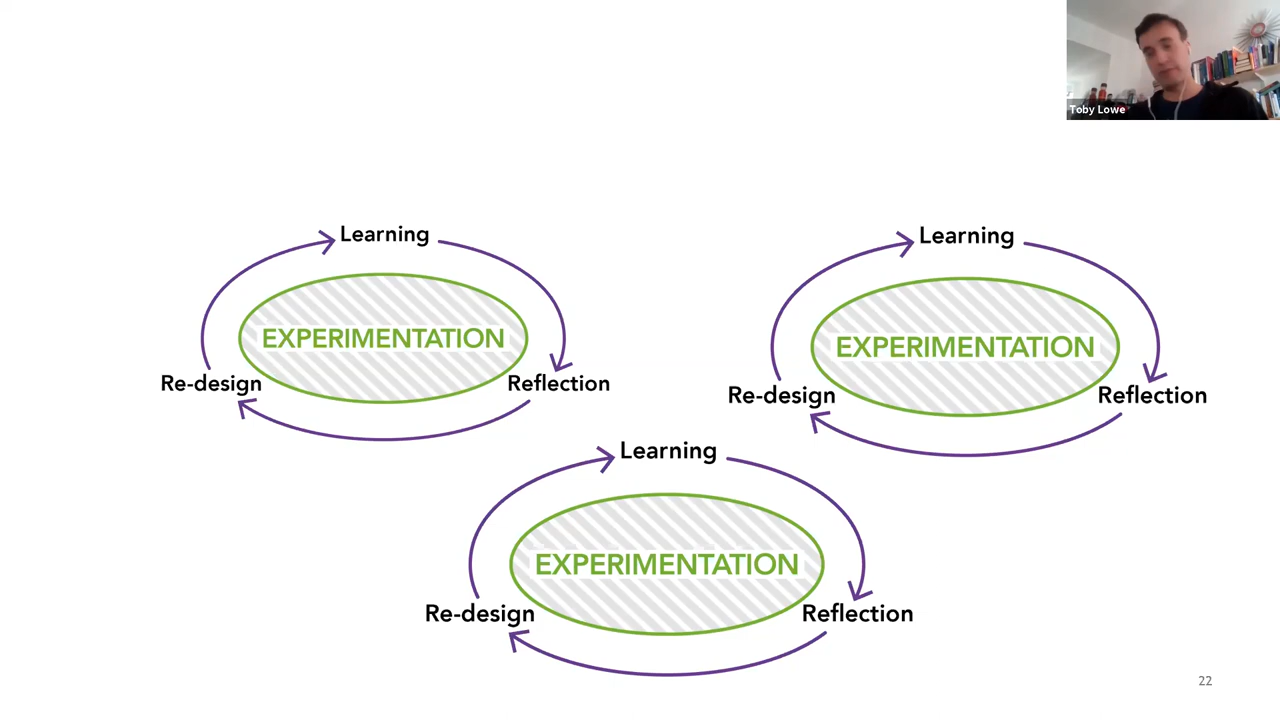 Toby Lowe
Learning
EXPERIMENTATION
Re-design
Reflection
Learning
EXPERIMENTATION
Re-design
Reflection
Learning
EXPERIMENTATION
Re-design
Reflection
22